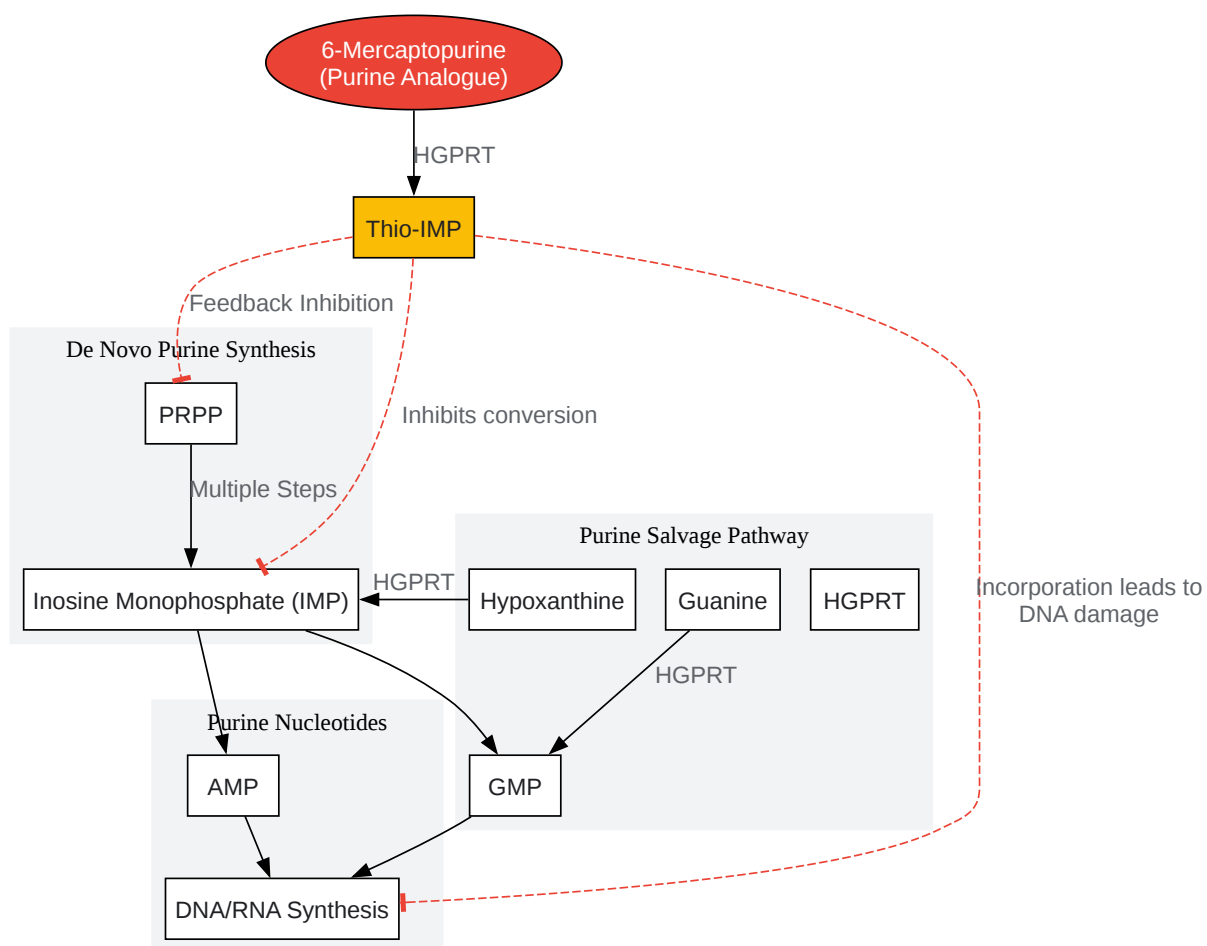 6-Mercaptopurine
(Purine Analogue)
HGPRT
Thio-IMP
Feedback Inhibition
De Novo Purine Synthesis
PRPP
Inhibits conversion
Multiple Steps
Purine Salvage Pathway
Inosine Monophosphate (IMP)
HGPRT
Hypoxanthine
Guanine
HGPRT
Incorporation leads to
DNA damage
HGPRT
Purine Nucleotides
AMP
GMP
DNA/RNA Synthesis